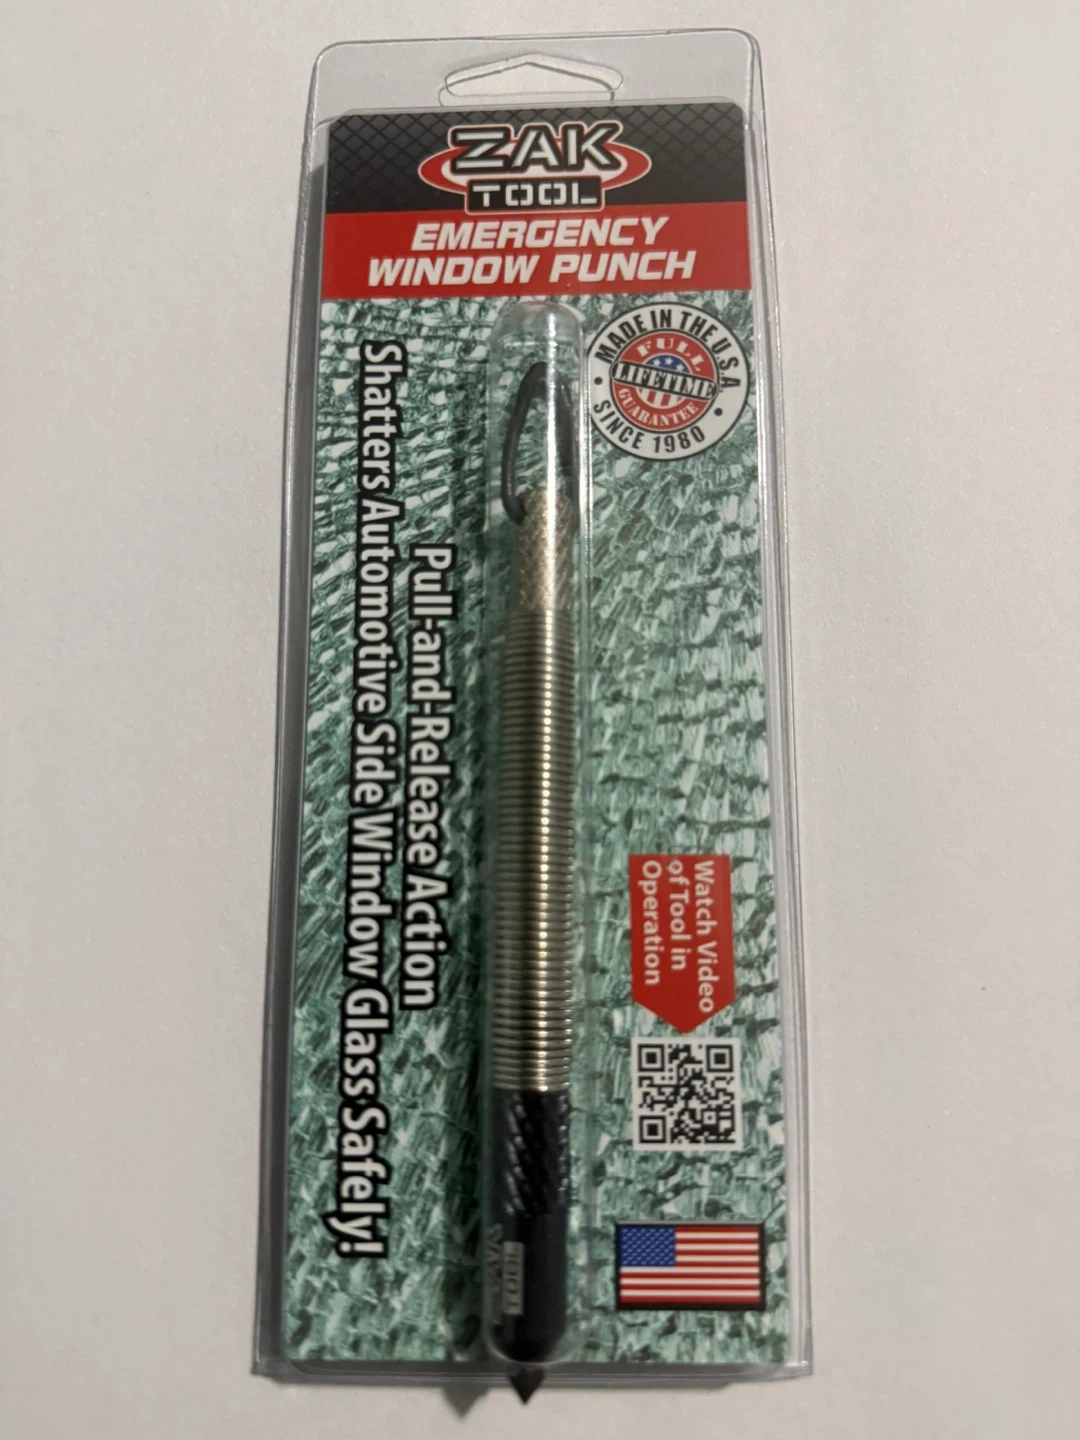 ZAK
TOOL
EMERGENCY
WINDOW PUNCH
MADE IN THE U.S.A
FULL
LIFETIME
GUARANTEE
SINCE 1980
Pull-and-Release Action
Shatters Automotive Side Window Glass Safely!
Watch Video
of Tool in
Operation